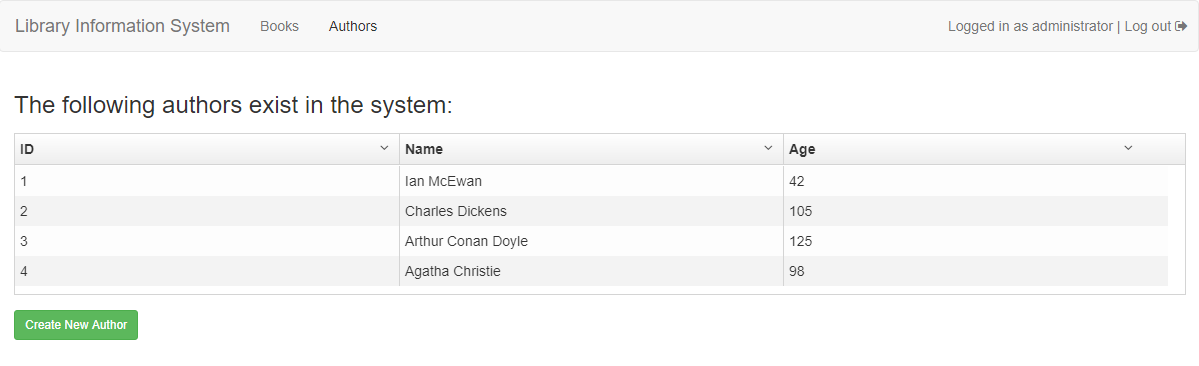 Library Information System Books Authors Logged in as administrator | Log out
The following authors exist in the system:
ID Name Age
1 Ian McEwan 42
2 Charles Dickens 105
3 Arthur Conan Doyle 125
4 Agatha Christie 98
Create New Author